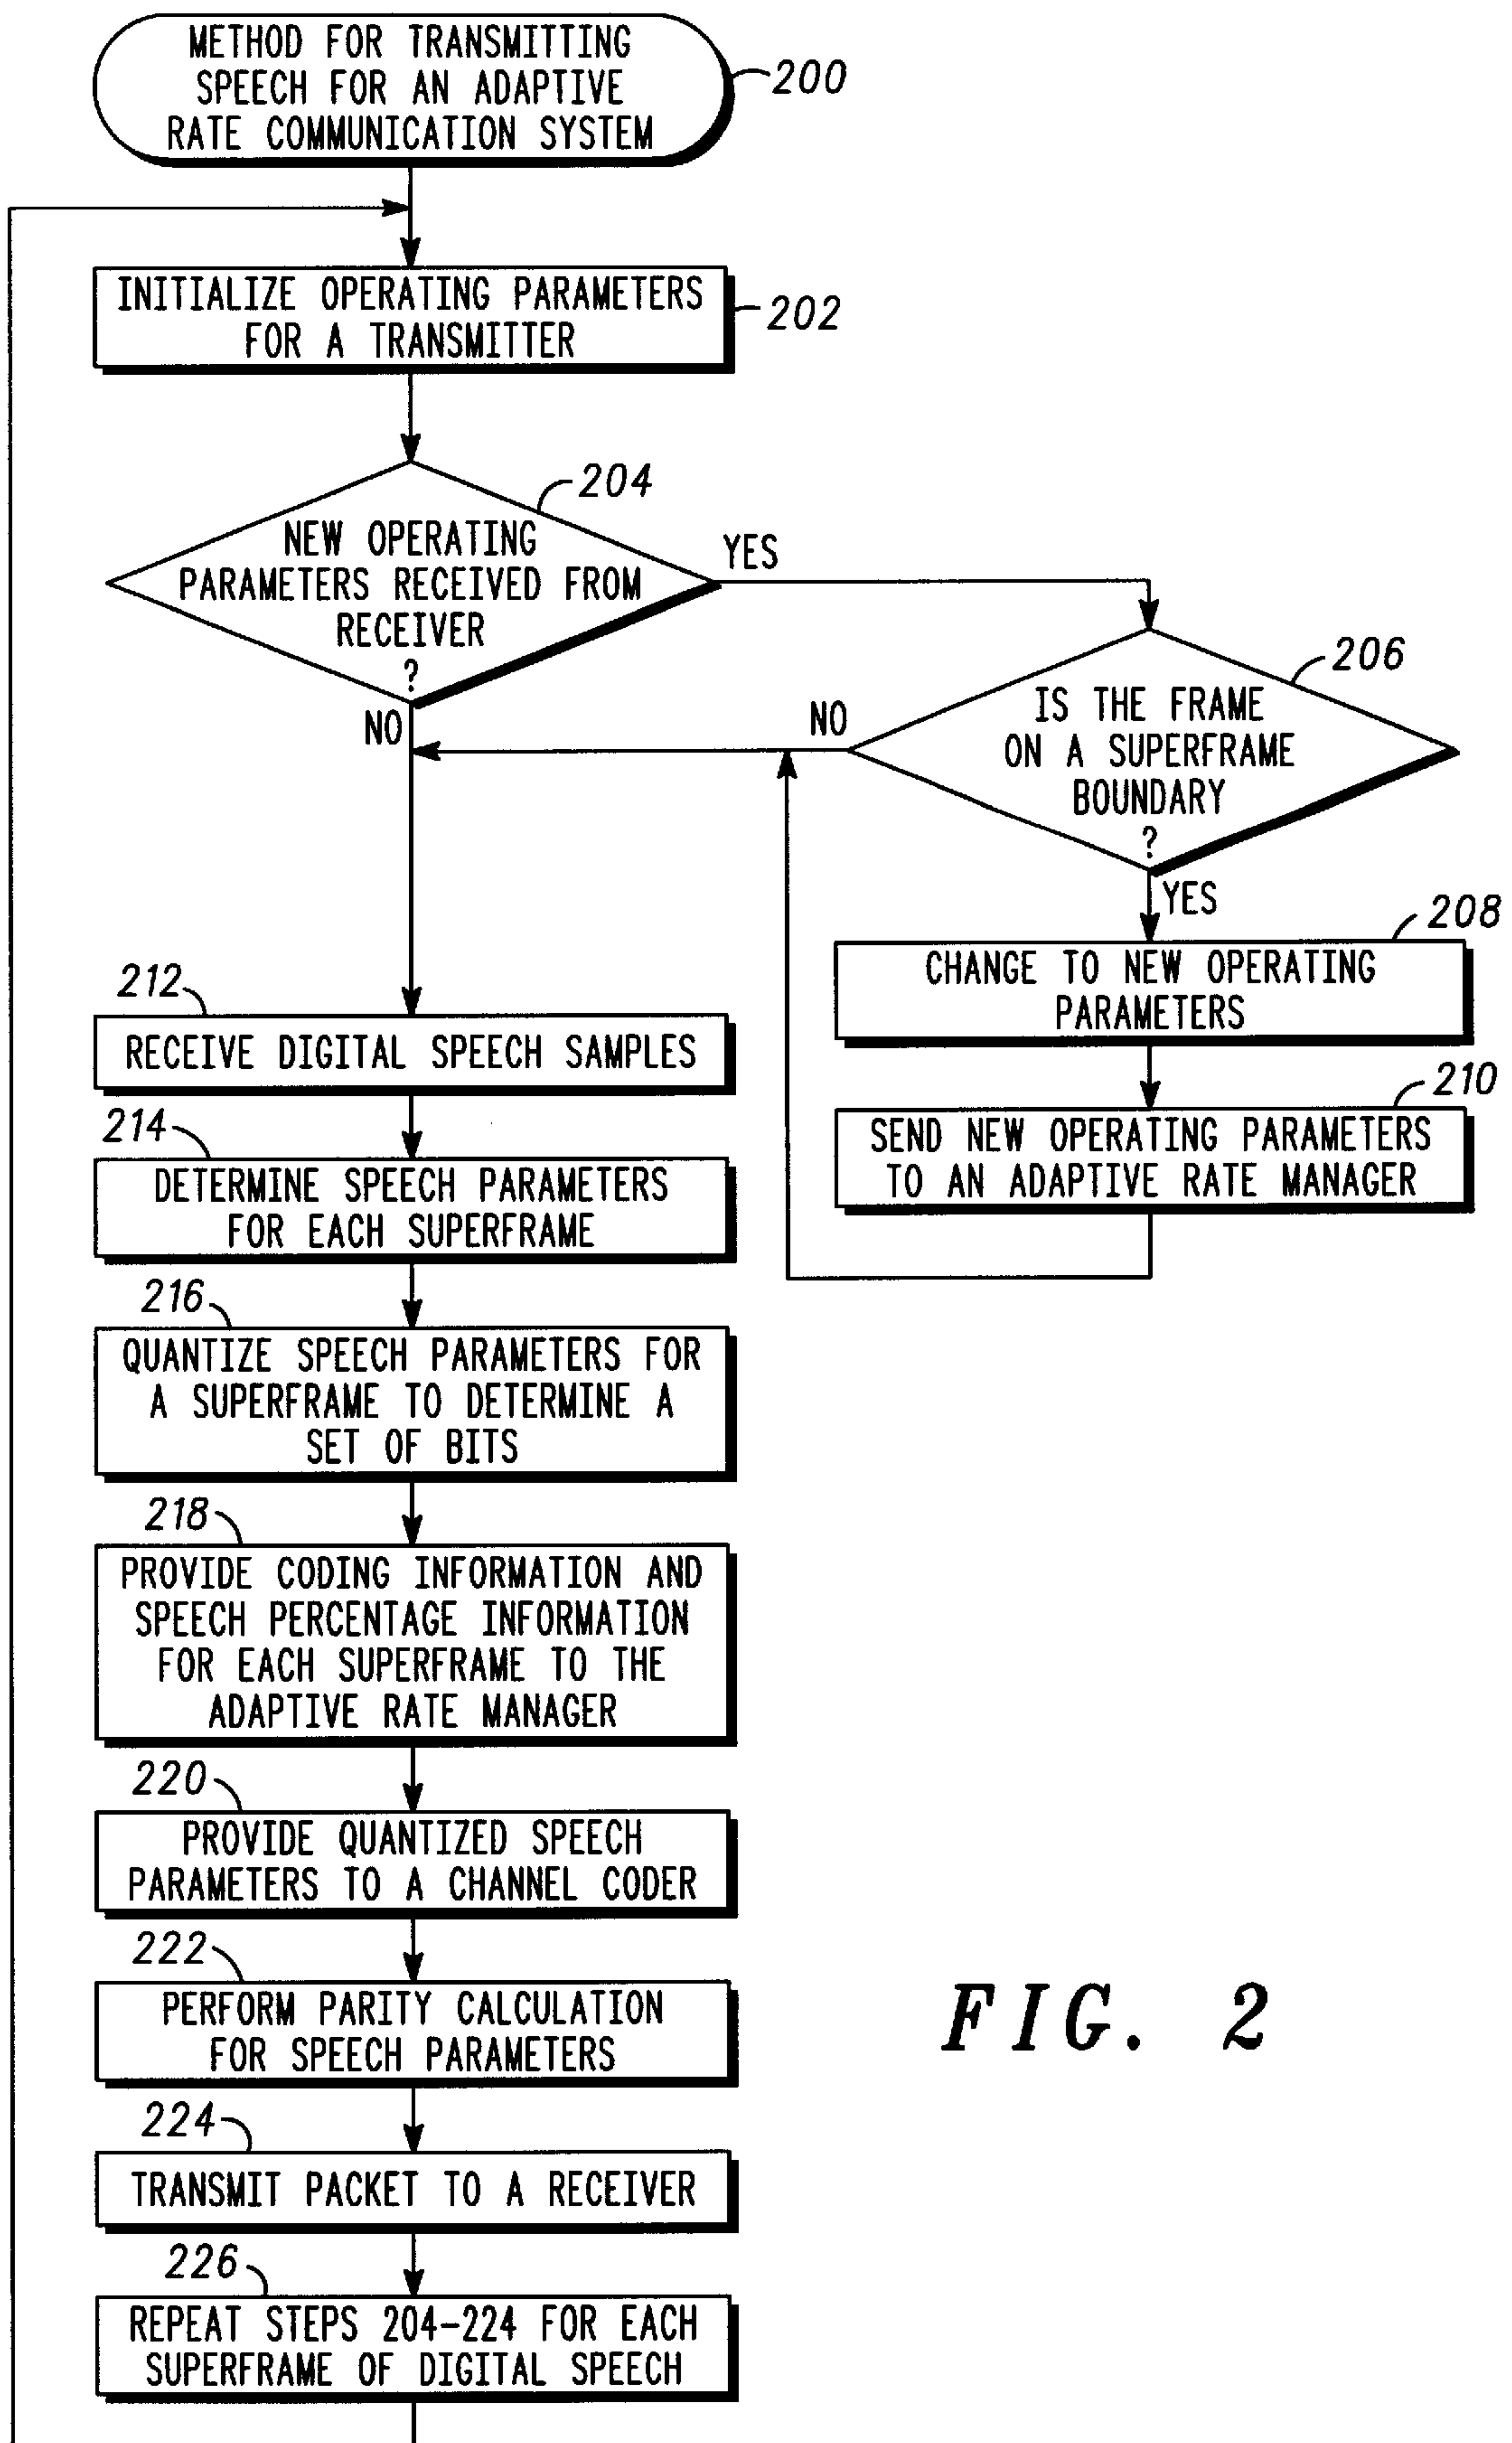 METHOD FOR TRANSMITTING
SPEECH FOR AN ADAPTIVE
RATE COMMUNICATION SYSTEM
200
INITIALIZE OPERATING PARAMETERS
FOR A TRANSMITTER
202
204
NEW OPERATING
PARAMETERS RECEIVED FROM
RECEIVER
?
YES
NO
206
IS THE FRAME
ON A SUPERFRAME
BOUNDARY
?
NO
YES
208
CHANGE TO NEW OPERATING
PARAMETERS
210
SEND NEW OPERATING PARAMETERS
TO AN ADAPTIVE RATE MANAGER
212
RECEIVE DIGITAL SPEECH SAMPLES
214
DETERMINE SPEECH PARAMETERS
FOR EACH SUPERFRAME
216
QUANTIZE SPEECH PARAMETERS FOR
A SUPERFRAME TO DETERMINE A
SET OF BITS
218
PROVIDE CODING INFORMATION AND
SPEECH PERCENTAGE INFORMATION
FOR EACH SUPERFRAME TO THE
ADAPTIVE RATE MANAGER
220
PROVIDE QUANTIZED SPEECH
PARAMETERS TO A CHANNEL CODER
222
PERFORM PARITY CALCULATION
FOR SPEECH PARAMETERS
224
TRANSMIT PACKET TO A RECEIVER
226
REPEAT STEPS 204-224 FOR EACH
SUPERFRAME OF DIGITAL SPEECH
FIG. 2